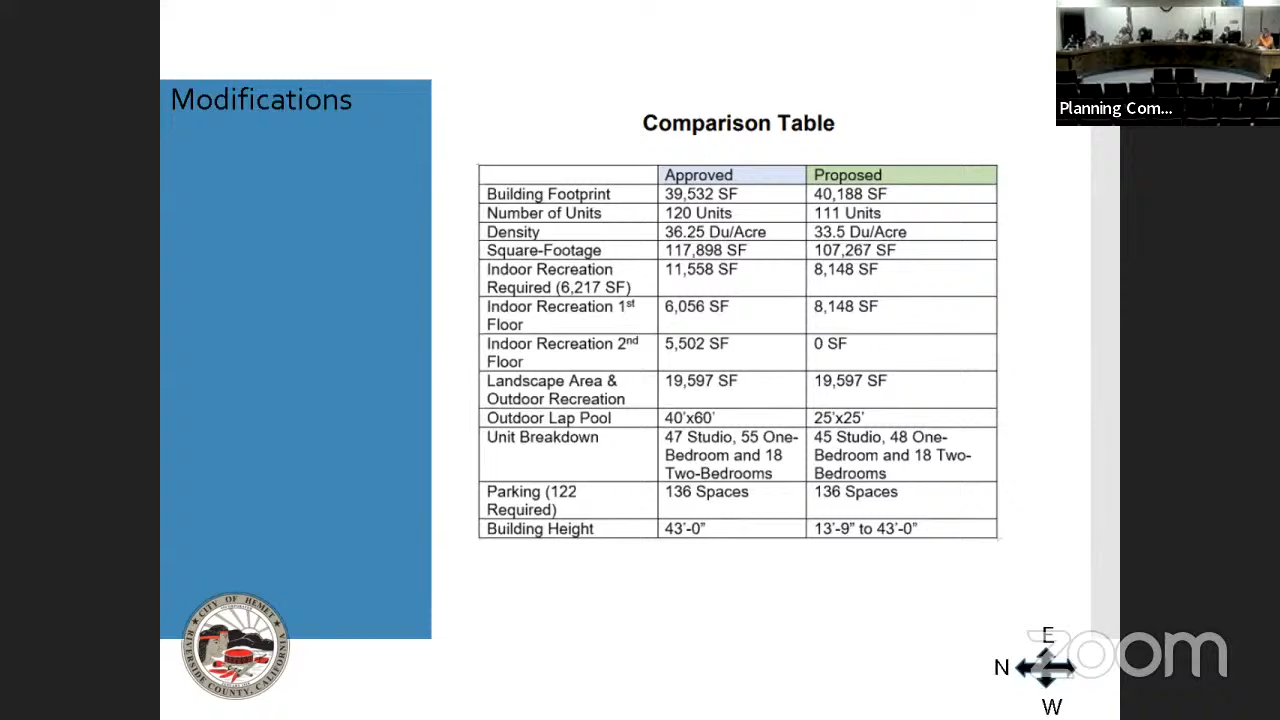 Modifications
Planning Com...
Comparison Table
Approved Proposed
Building Footprint 39,532 SF 40,188 SF
Number of Units 120 Units 111 Units
Density 36.25 Du/Acre 33.5 Du/Acre
Square-Footage 117,898 SF 107,267 SF
Indoor Recreation 11,558 SF 8,148 SF
Required (6,217 SF)
Indoor Recreation 1st 6,056 SF 8,148 SF
Floor
Indoor Recreation 2nd 5,502 SF 0 SF
Floor
Landscape Area & 19,597 SF 19,597 SF
Outdoor Recreation
Outdoor Lap Pool 40'x60' 25'x25'
Unit Breakdown 47 Studio, 55 One- 45 Studio, 48 One-
Bedroom and 18 Bedroom and 18 Two-
Two-Bedrooms Bedrooms
Parking (122 136 Spaces 136 Spaces
Required)
Building Height 43'-0" 13'-9" to 43'-0"
CITY OF HEMET
RIVERSIDE COUNTY, CALIFORNIA
E
N
W
zoom